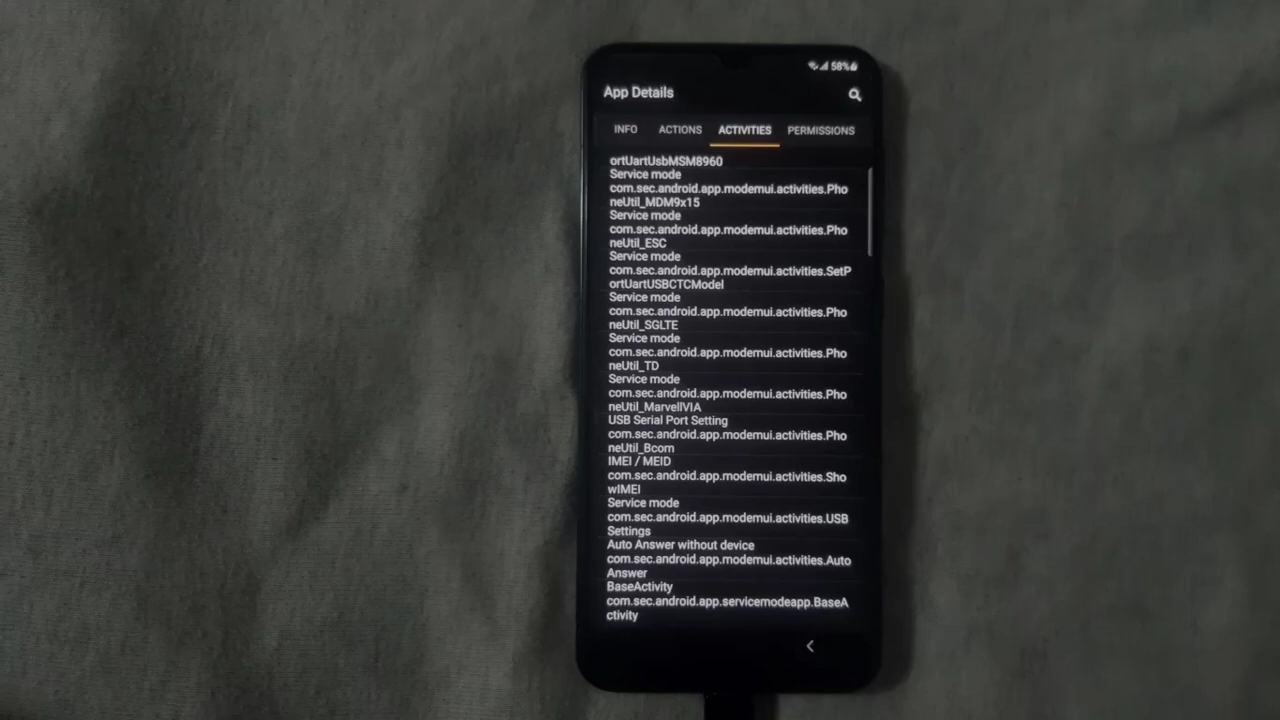 58%
App Details
INFO ACTIONS ACTIVITIES PERMISSIONS
ortUartUsbMSM8960
Service mode
com.sec.android.app.modemui.activities.Pho
neUtil_MDM9x15
Service mode
com.sec.android.app.modemui.activities.Pho
neUtil_ESC
Service mode
com.sec.android.app.modemui.activities.SetP
ortUartUSBCTCModel
Service mode
com.sec.android.app.modemui.activities.Pho
neUtil_SGLTE
Service mode
com.sec.android.app.modemui.activities.Pho
neUtil_TD
Service mode
com.sec.android.app.modemui.activities.Pho
neUtil_MarvellVIA
USB Serial Port Setting
com.sec.android.app.modemui.activities.Pho
neUtil_Bcom
IMEI / MEID
com.sec.android.app.modemui.activities.Sho
wIMEI
Service mode
com.sec.android.app.modemui.activities.USB
Settings
Auto Answer without device
com.sec.android.app.modemui.activities.Auto
Answer
BaseActivity
com.sec.android.app.servicemodeapp.BaseA
ctivity